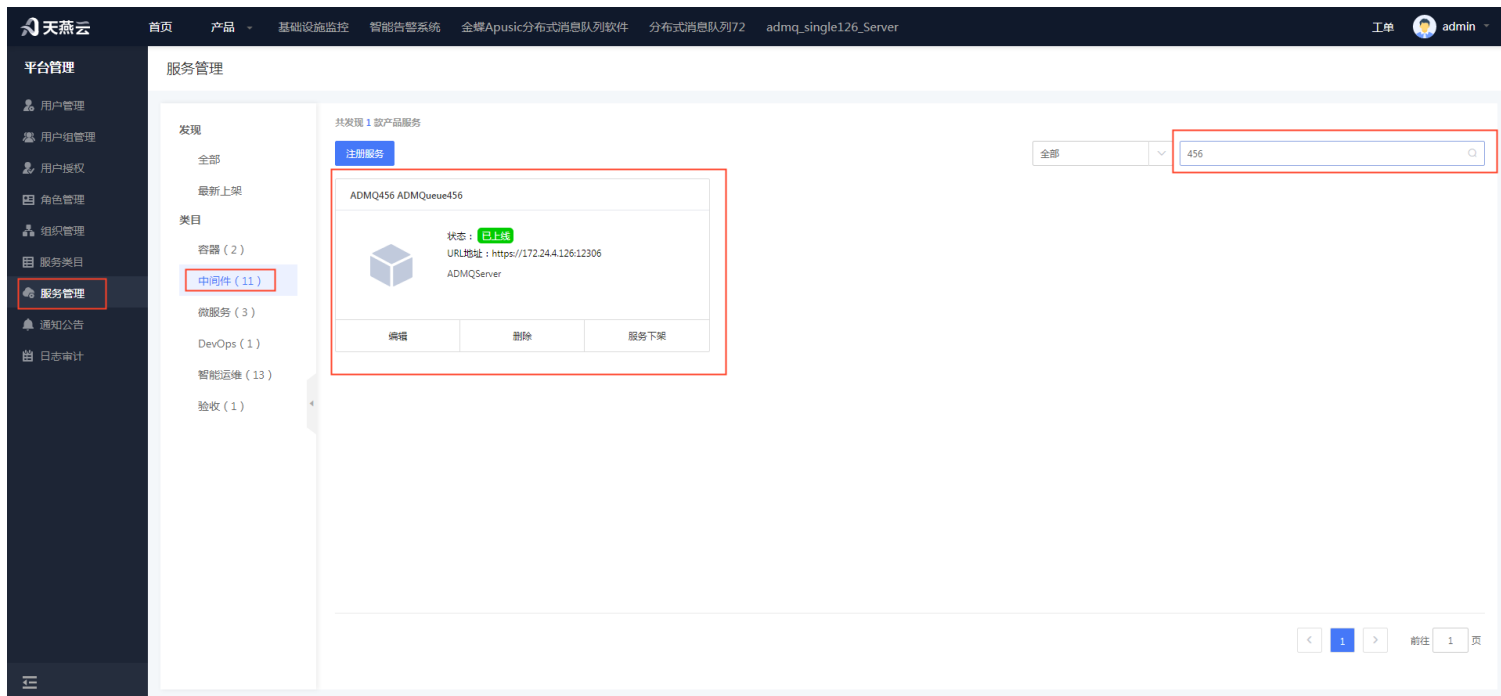 天燕云
首页 产品 基础设施监控 智能告警系统 金蝶Apusic分布式消息队列软件 分布式消息队列72 admq_single126_Server 工单 admin
平台管理
用户管理
用户组管理
用户授权
角色管理
组织管理
服务类目
服务管理
通知公告
日志审计
服务管理
发现
全部
最新上架
类目
容器 ( 2 )
中间件 ( 11 )
微服务 ( 3 )
DevOps ( 1 )
智能运维 ( 13 )
验收 ( 1 )
共发现 1 款产品服务
注册服务
全部
456
ADMQ456 ADMQueue456
状态： 已上线
URL地址：https://172.24.4.126:12306
ADMQServer
编辑 删除 服务下架
1 前往 1 页